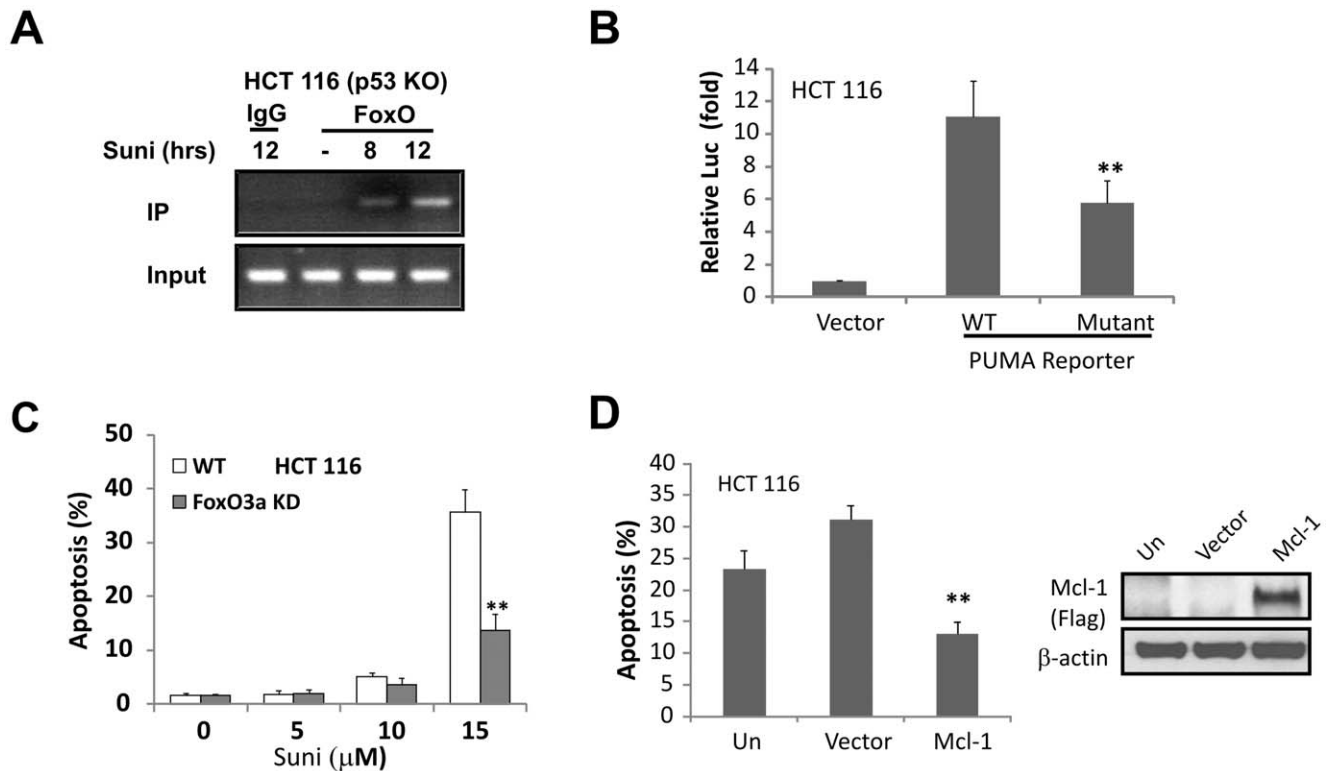 A
HCT 116 (p53 KO)
IgG FoxO
Suni (hrs) 12 - 8 12
IP
Input
B
HCT 116
Relative Luc (fold)
14
12
10
8
6
4
2
0
**
Vector WT Mutant
PUMA Reporter
C
WT HCT 116
FoxO3a KD
Apoptosis (%)
50
40
30
20
10
0
**
0 5 10 15
Suni (μM)
D
HCT 116
Apoptosis (%)
40
35
30
25
20
15
10
5
0
**
Un Vector Mcl-1
Un Vector Mcl-1
Mcl-1
(Flag)
β-actin